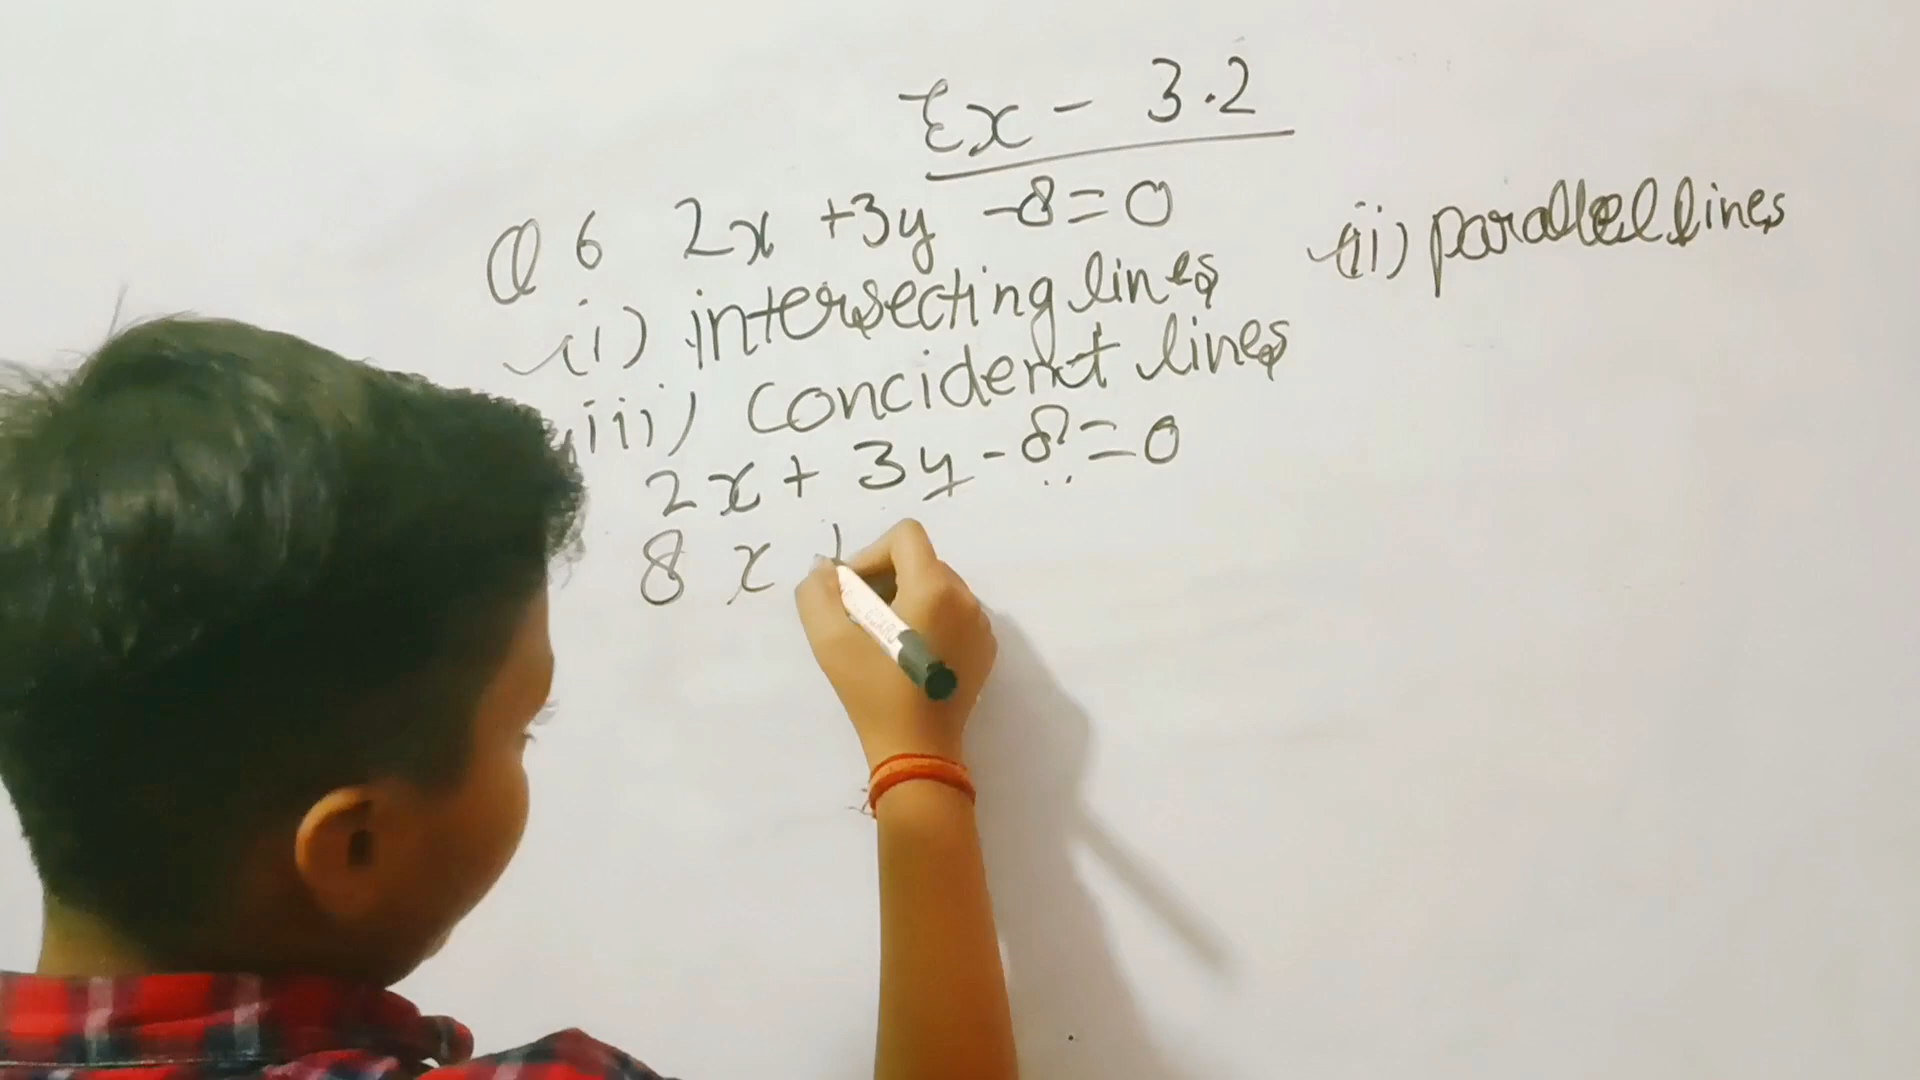 Ex - 3.2
Q 6 2x +3y -8=0
(i) intersecting lines (ii) parallel lines
iii) Concident lines
2x + 3y - 8 = 0
8 x